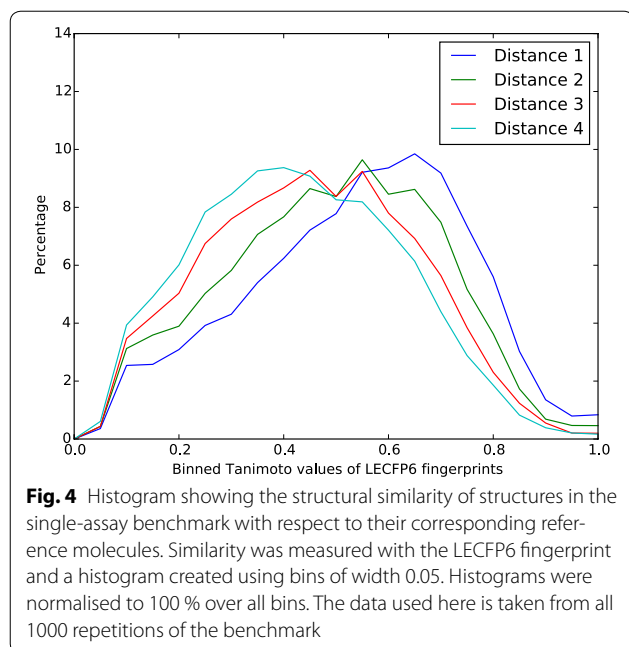 14
12
10
8
6
4
2
0
Percentage
Distance 1
Distance 2
Distance 3
Distance 4
0.0 0.2 0.4 0.6 0.8 1.0
Binned Tanimoto values of LECFP6 fingerprints
Fig. 4 Histogram showing the structural similarity of structures in the
single-assay benchmark with respect to their corresponding refer-
ence molecules. Similarity was measured with the LECFP6 fingerprint
and a histogram created using bins of width 0.05. Histograms were
normalised to 100 % over all bins. The data used here is taken from all
1000 repetitions of the benchmark